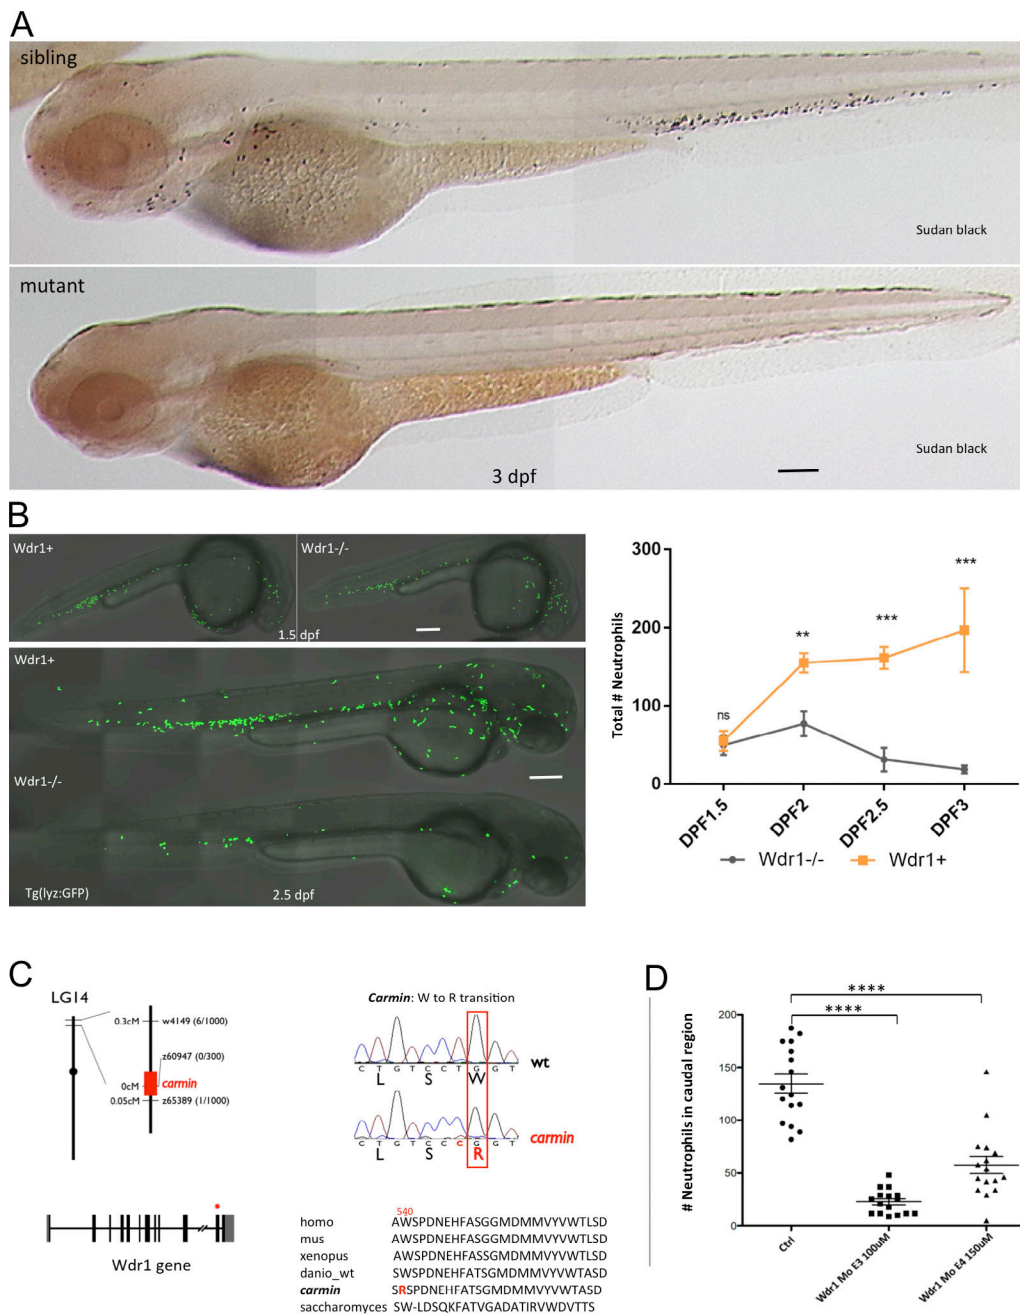 A
sibling
Sudan black
mutant
Sudan black
3 dpf
B
Wdr1+
Wdr1-/-
1.5 dpf
Wdr1+
Wdr1-/-
Tg(lyz:GFP)
2.5 dpf
Total # Neutrophils
300
200
100
0
ns
**
***
***
DPF1.5
DPF2
DPF2.5
DPF3
Wdr1-/-
Wdr1+
C
LG14
0.3cM
w4149 (6/1000)
z60947 (0/300)
0cM
carmin
0.05cM
z65389 (1/1000)
Wdr1 gene
Carmin: W to R transition
C T G T C C T G G T
wt
L S W
C T G T C C C G G T
carmin
L S R
540
homo AWSPDNEHFASGGMDMMVYVWTLSD
mus AWSPDNEHFASGGMDMMVYVWTLSD
xenopus AWSPDNEHFASSGMDMMVYVWTLSD
danio_wt SWSPDNEHFATSGMDMMVYVWTASD
carmin SRSPDNEHFATSGMDMMVYVWTASD
saccharomyces SW-LDSQKFATVGADATIRVWDVTTS
D
# Neutrophils in caudal region
200
150
100
50
0
****
****
Ctrl
Wdr1 Mo E3 100uM
Wdr1 Mo E4 150uM